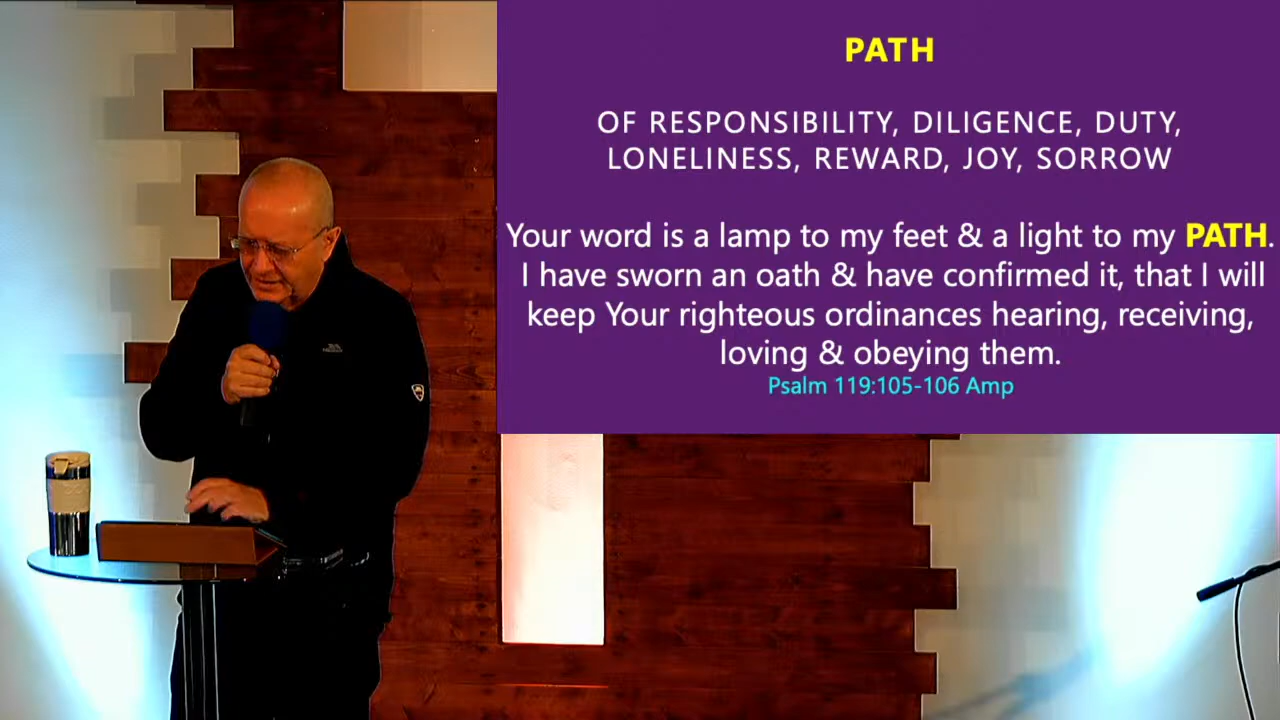 PATH
OF RESPONSIBILITY, DILIGENCE, DUTY,
LONELINESS, REWARD, JOY, SORROW
Your word is a lamp to my feet & a light to my PATH.
I have sworn an oath & have confirmed it, that I will
keep Your righteous ordinances hearing, receiving,
loving & obeying them.
Psalm 119:105-106 Amp